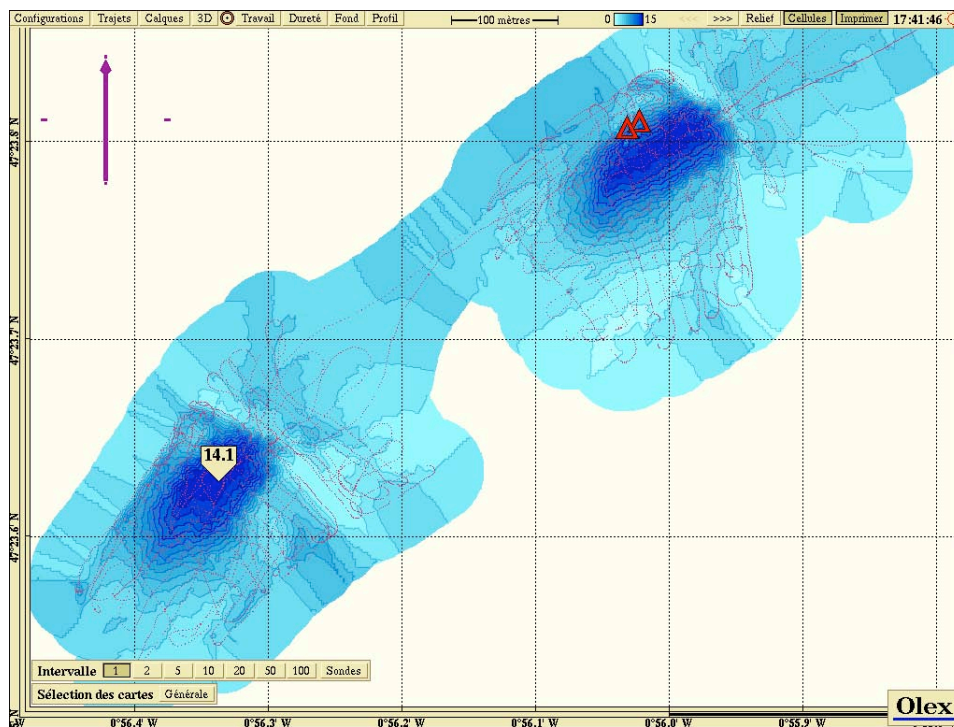 Configurations Trajets Calques 3D Travail Dureté Fond Profil 100 mètres 0 15 <<< >>> Relief Cellules Imprimer 17:41:46
47°23.8'
14.1
47°23.7'
47°23.6'
Intervalle 1 2 5 10 20 50 100 Sondes
Sélection des cartes Générale
Olex
0°56.4' W 0°56.3' W 0°56.2' W 0°56.1' W 0°56.0' W 0°55.9' W